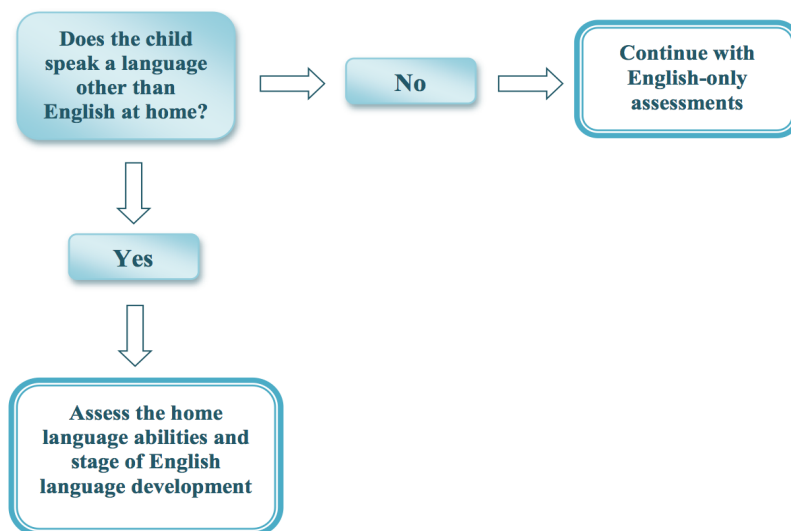 Does the child
speak a language
other than
English at home?
No
Continue with
English-only
assessments
Yes
Assess the home
language abilities and
stage of English
language development